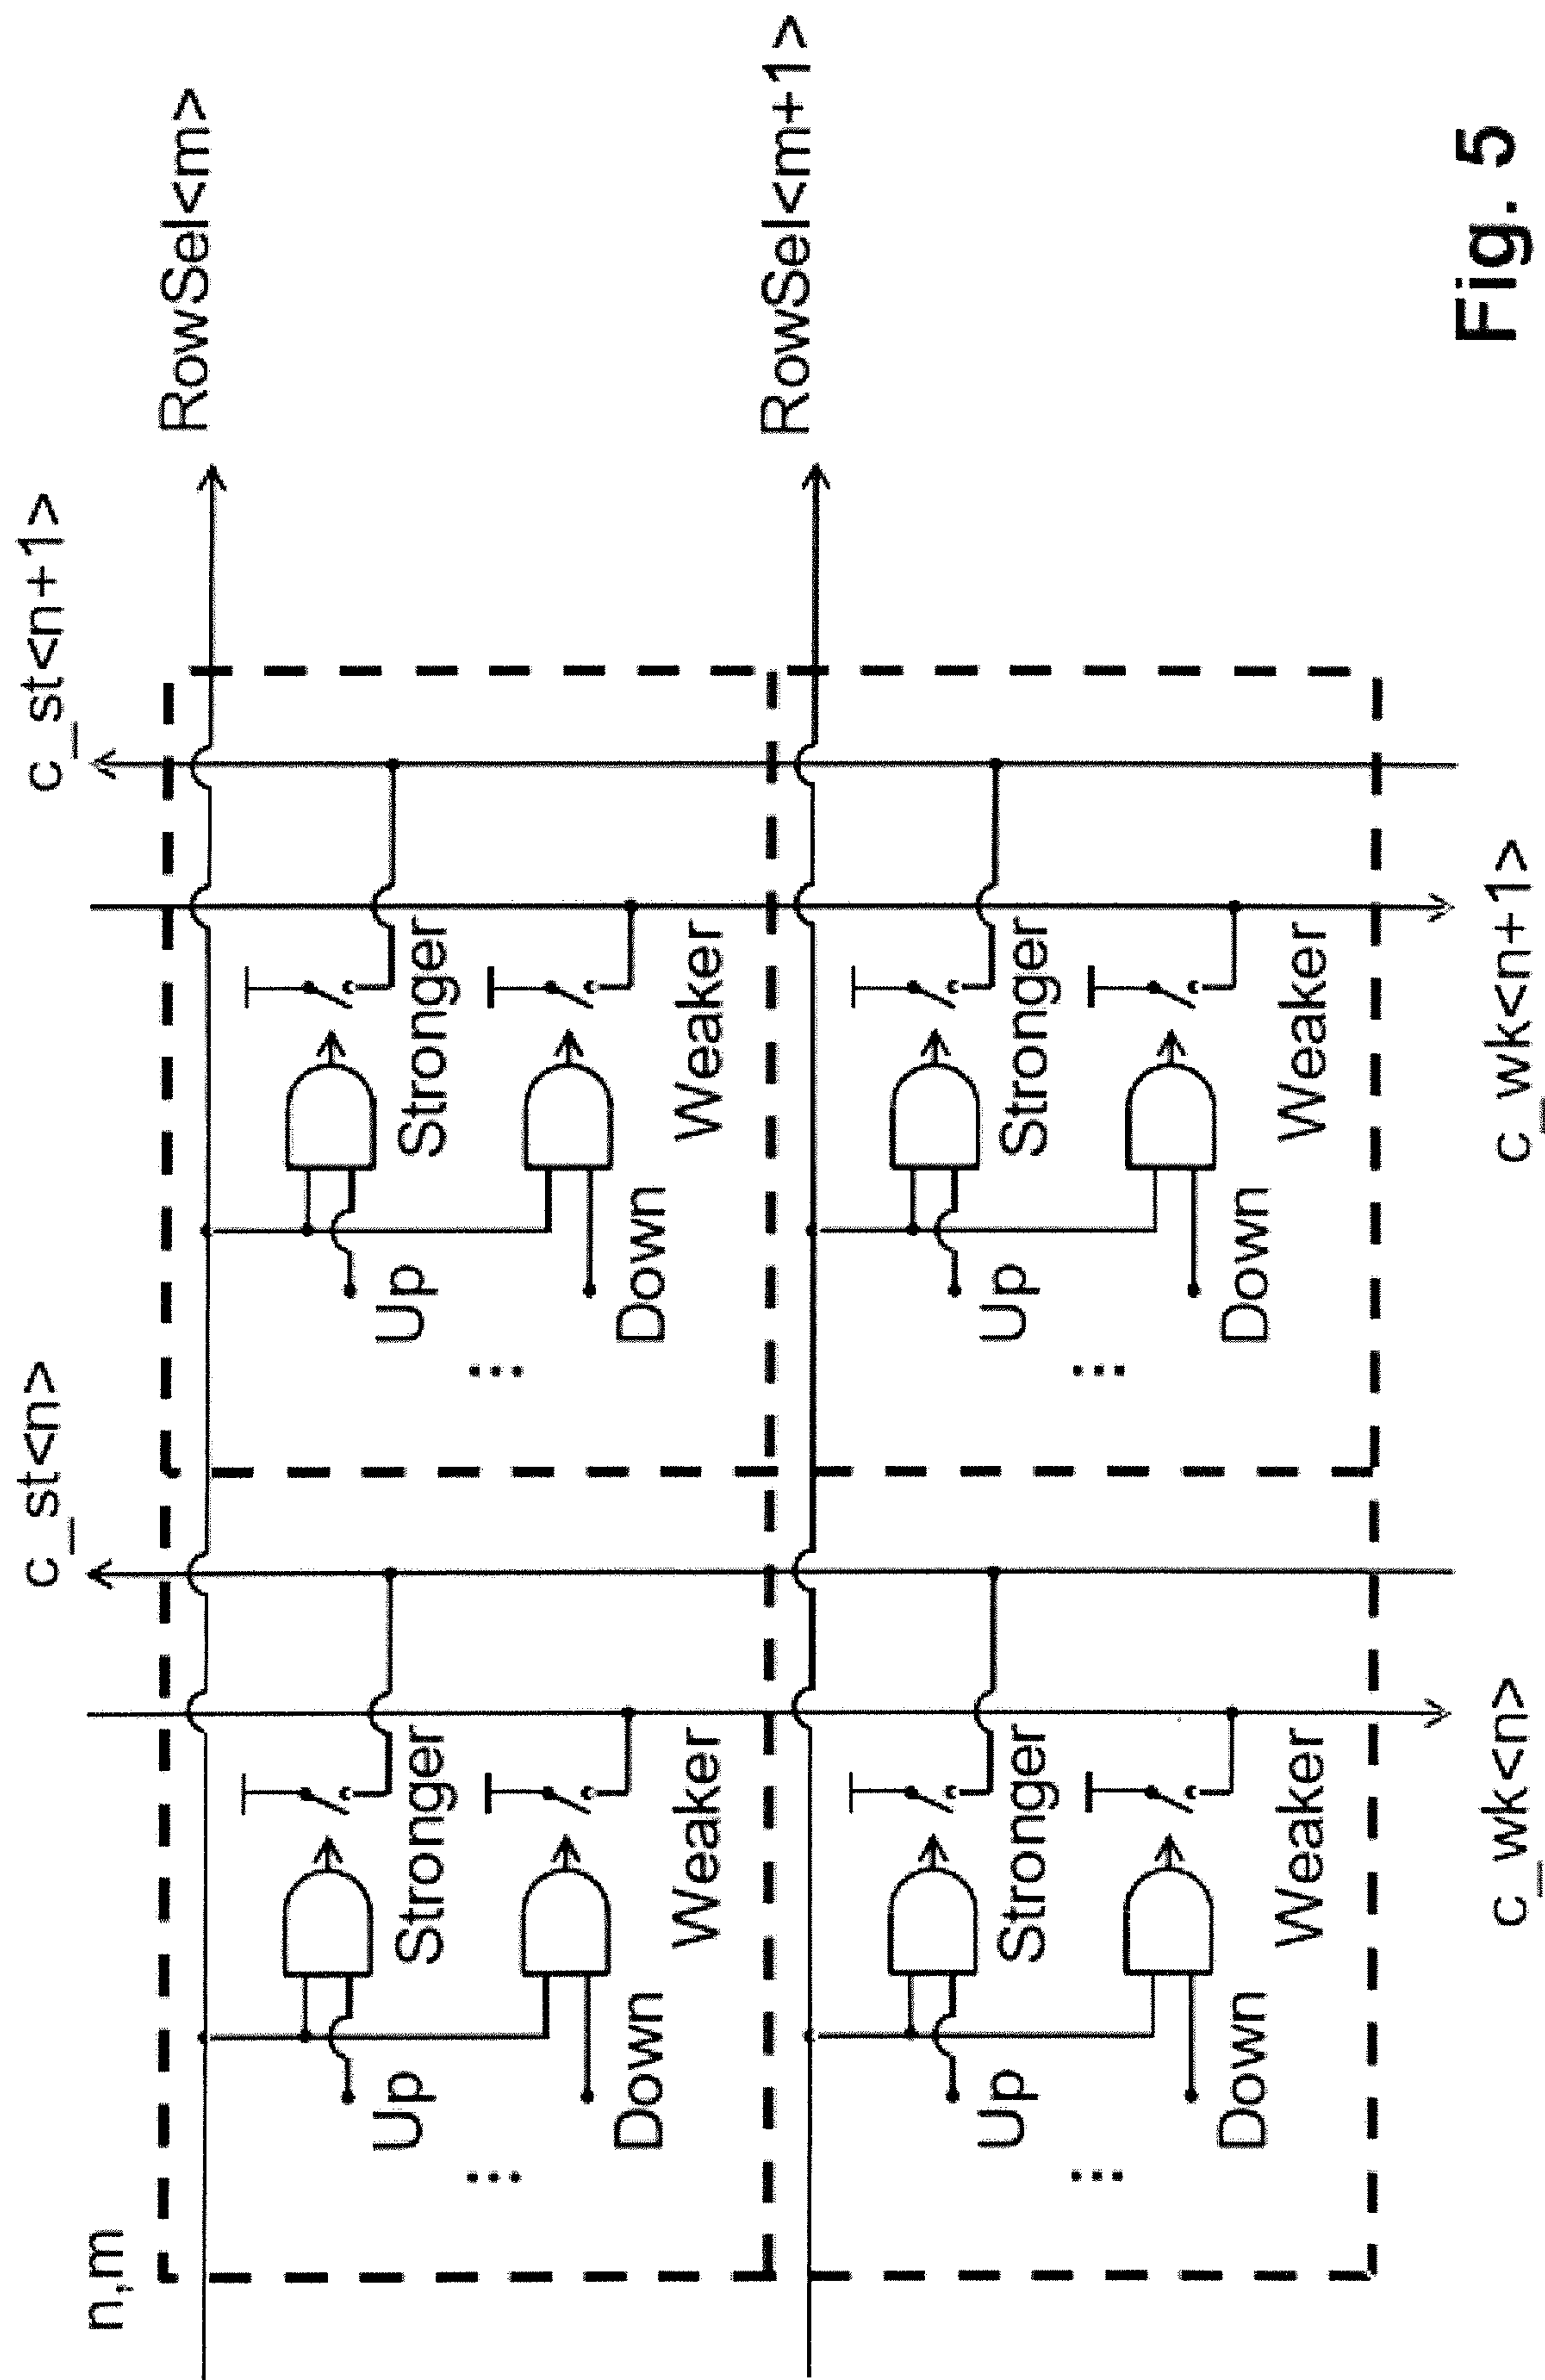 c_st<n>
c_st<n+1>
n,m
RowSel<m>
Up
Stronger
Up
Stronger
...
...
Down
Weaker
Down
Weaker
RowSel<m+1>
Up
Stronger
Up
Stronger
...
...
Down
Weaker
Down
Weaker
c_wk<n>
c_wk<n+1>
Fig. 5